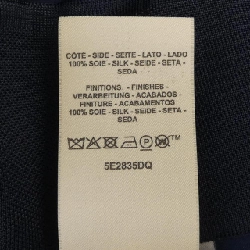 CÔTE - SIDE - SEITE - LATO - LADO
100% SOIE - SILK - SEIDE - SETA -
SEDA
FINITIONS. - FINISHES -
VERARBEITUNG - ACABADOS -
FINITURE - ACABAMENTOS
100% SOIE - SILK - SEIDE - SETA -
SEDA
P W TM
5E2835DQ